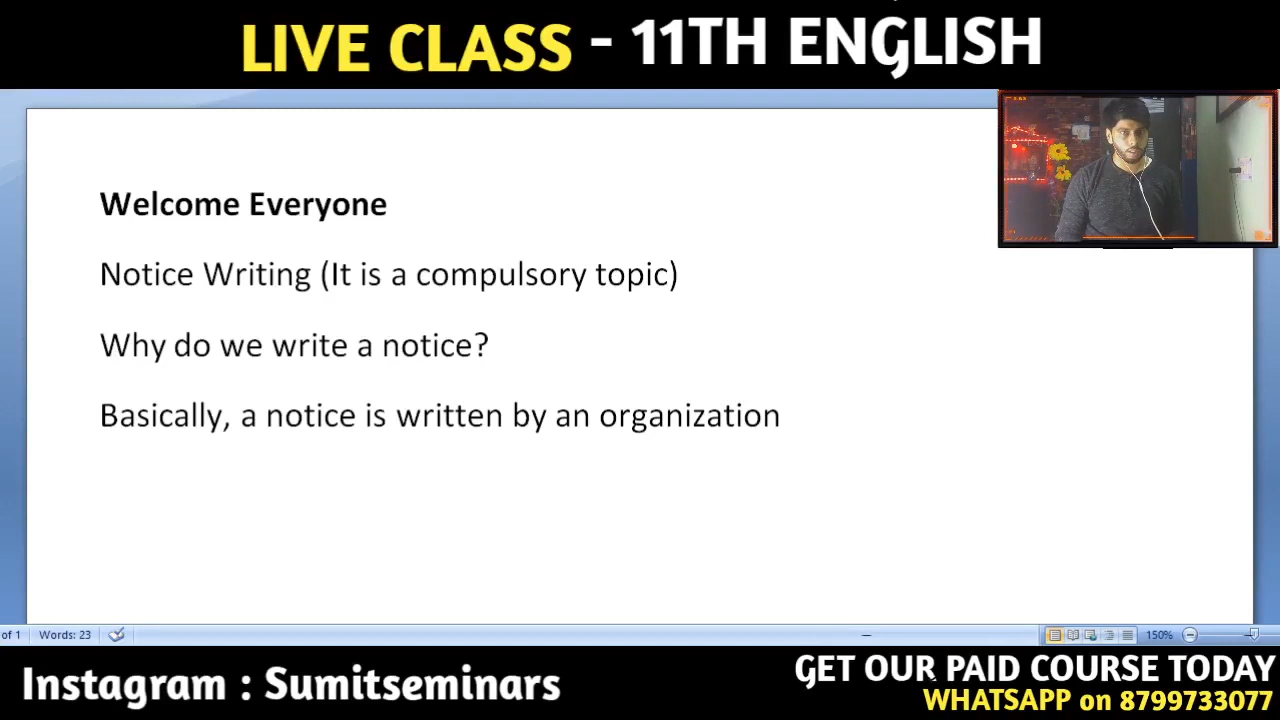 LIVE CLASS - 11TH ENGLISH
Welcome Everyone
Notice Writing (It is a compulsory topic)
Why do we write a notice?
Basically, a notice is written by an organization
of 1 Words: 23 150%
Instagram : Sumitseminars
GET OUR PAID COURSE TODAY
WHATSAPP on 8799733077